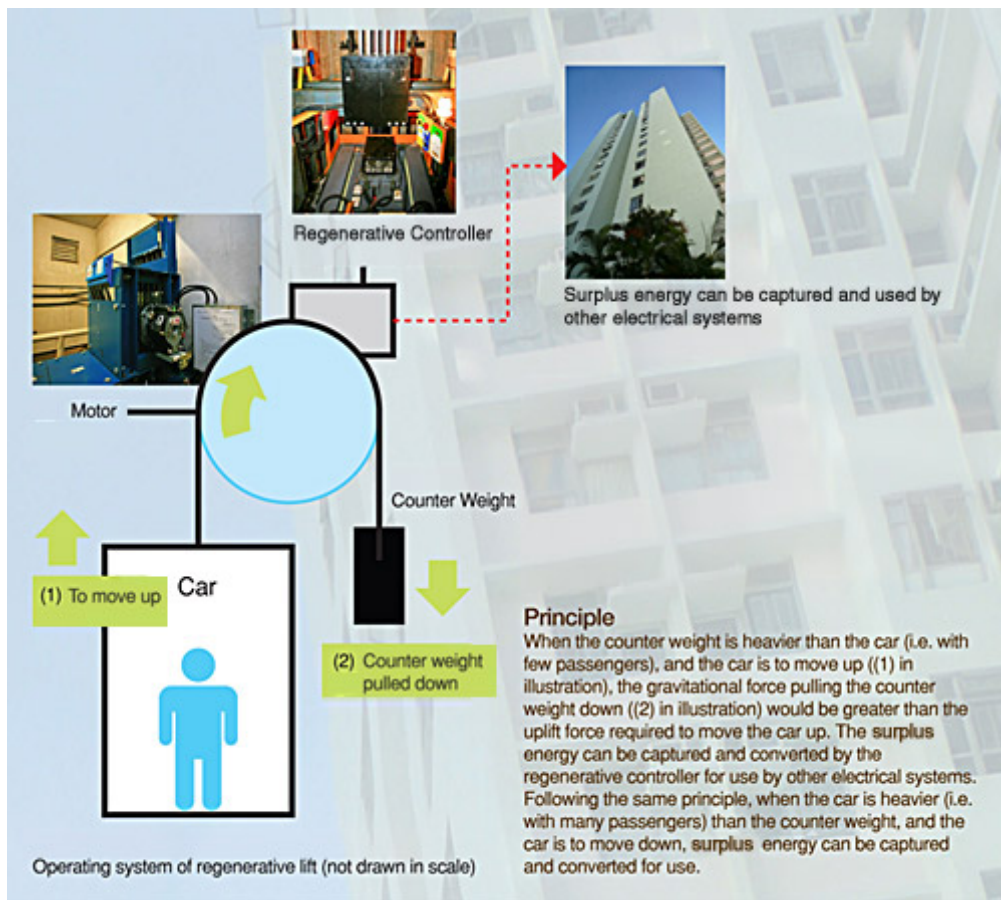 Regenerative Controller
Surplus energy can be captured and used by
other electrical systems
Motor
Counter Weight
(1) To move up
Car
(2) Counter weight
pulled down
Principle
When the counter weight is heavier than the car (i.e. with
few passengers), and the car is to move up ((1) in
illustration), the gravitational force pulling the counter
weight down ((2) in illustration) would be greater than the
uplift force required to move the car up. The surplus
energy can be captured and converted by the
regenerative controller for use by other electrical systems.
Following the same principle, when the car is heavier (i.e.
with many passengers) than the counter weight, and the
car is to move down, surplus energy can be captured
and converted for use.
Operating system of regenerative lift (not drawn in scale)